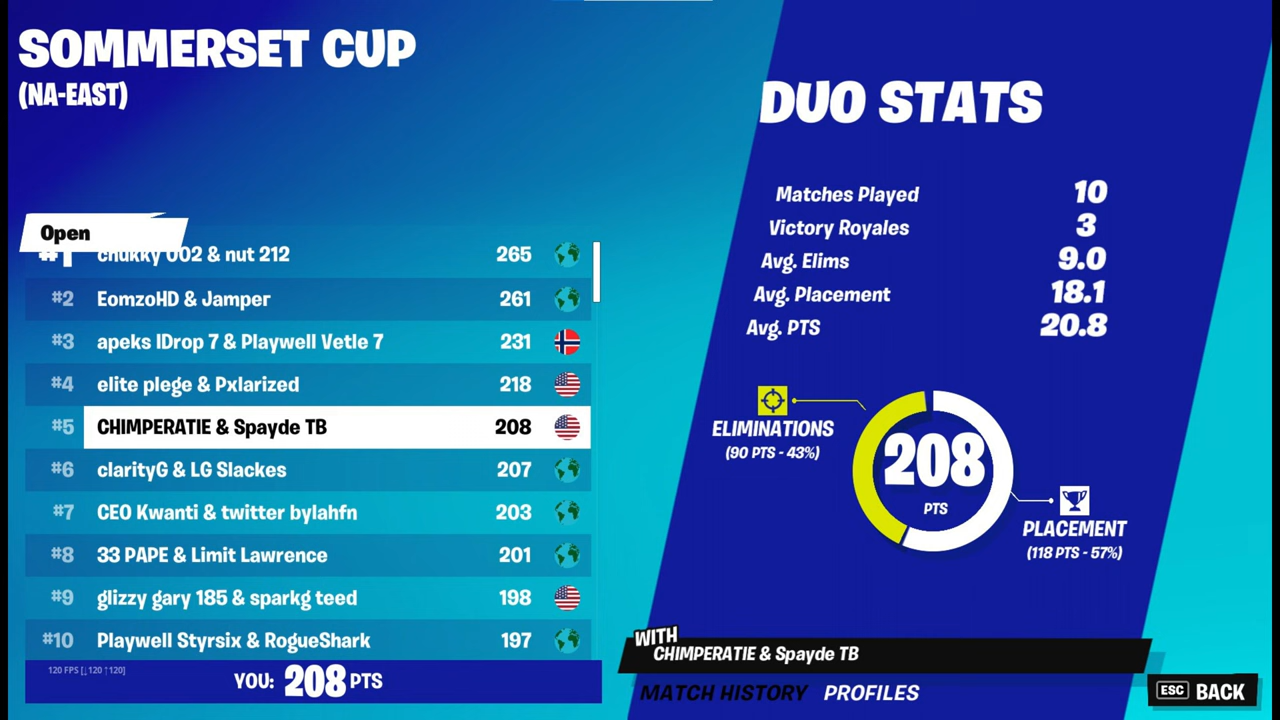 SOMMERSET CUP
(NA-EAST)
Open
#1 chukky 002 & nut 212 265
#2 EomzoHD & Jamper 261
#3 apeks IDrop 7 & Playwell Vetle 7 231
#4 elite plege & Pxlarized 218
#5 CHIMPERATIE & Spayde TB 208
#6 clarityG & LG Slackes 207
#7 CEO Kwanti & twitter bylahfn 203
#8 33 PAPE & Limit Lawrence 201
#9 glizzy gary 185 & sparkg teed 198
#10 Playwell Styrsix & RogueShark 197
120 FPS [↓120 ↑120]
YOU: 208 PTS
DUO STATS
Matches Played 10
Victory Royales 3
Avg. Elims 9.0
Avg. Placement 18.1
Avg. PTS 20.8
ELIMINATIONS
(90 PTS - 43%)
208
PTS
PLACEMENT
(118 PTS - 57%)
WITH
CHIMPERATIE & Spayde TB
MATCH HISTORY PROFILES
ESC BACK